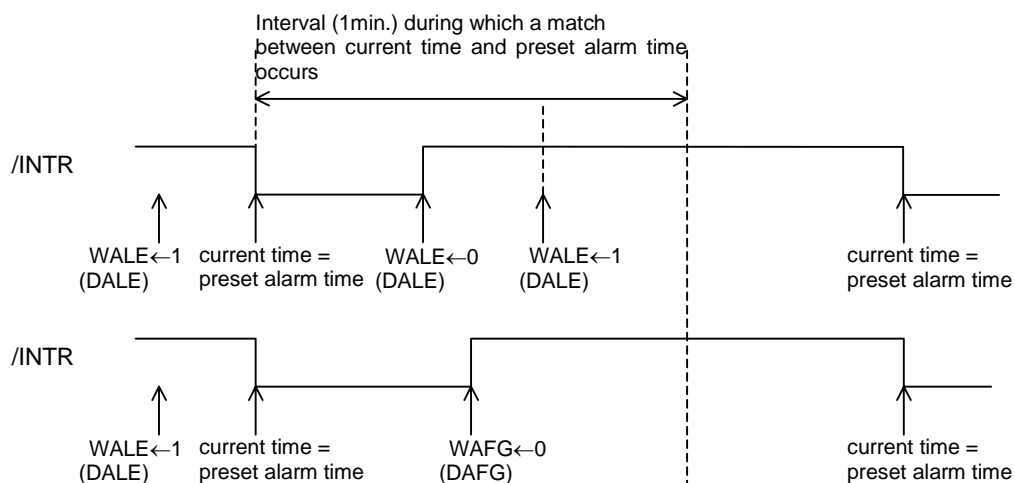 Interval (1min.) during which a match
between current time and preset alarm time
occurs
/INTR
WALE←1
(DALE)
current time =
preset alarm time
WALE←0
(DALE)
WALE←1
(DALE)
current time =
preset alarm time
/INTR
WALE←1
(DALE)
current time =
preset alarm time
WAFG←0
(DAFG)
current time =
preset alarm time